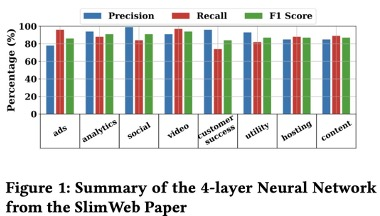 Precision Recall F1 Score
Percentage (%)
100
80
60
40
20
0
ads
analytics
social
video
customer
success
utility
hosting
content
Figure 1: Summary of the 4-layer Neural Network
from the SlimWeb Paper